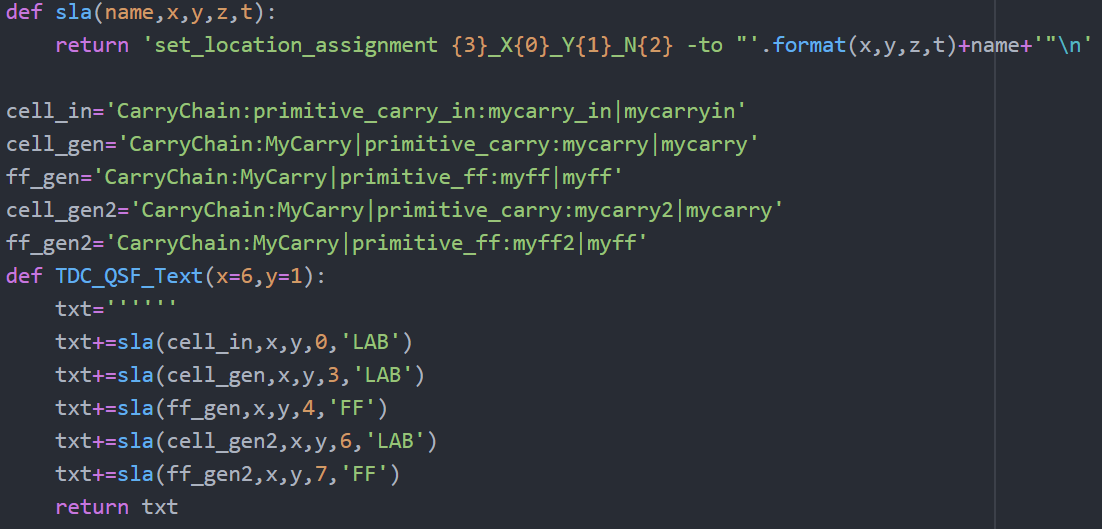 def sla(name,x,y,z,t):
    return 'set_location_assignment {3}_X{0}_Y{1}_N{2} -to "'.format(x,y,z,t)+name+'"\n'

cell_in='CarryChain:primitive_carry_in:mycarry_in|mycarryin'
cell_gen='CarryChain:MyCarry|primitive_carry:mycarry|mycarry'
ff_gen='CarryChain:MyCarry|primitive_ff:myff|myff'
cell_gen2='CarryChain:MyCarry|primitive_carry:mycarry2|mycarry'
ff_gen2='CarryChain:MyCarry|primitive_ff:myff2|myff'
def TDC_QSF_Text(x=6,y=1):
    txt=''''''
    txt+=sla(cell_in,x,y,0,'LAB')
    txt+=sla(cell_gen,x,y,3,'LAB')
    txt+=sla(ff_gen,x,y,4,'FF')
    txt+=sla(cell_gen2,x,y,6,'LAB')
    txt+=sla(ff_gen2,x,y,7,'FF')
    return txt